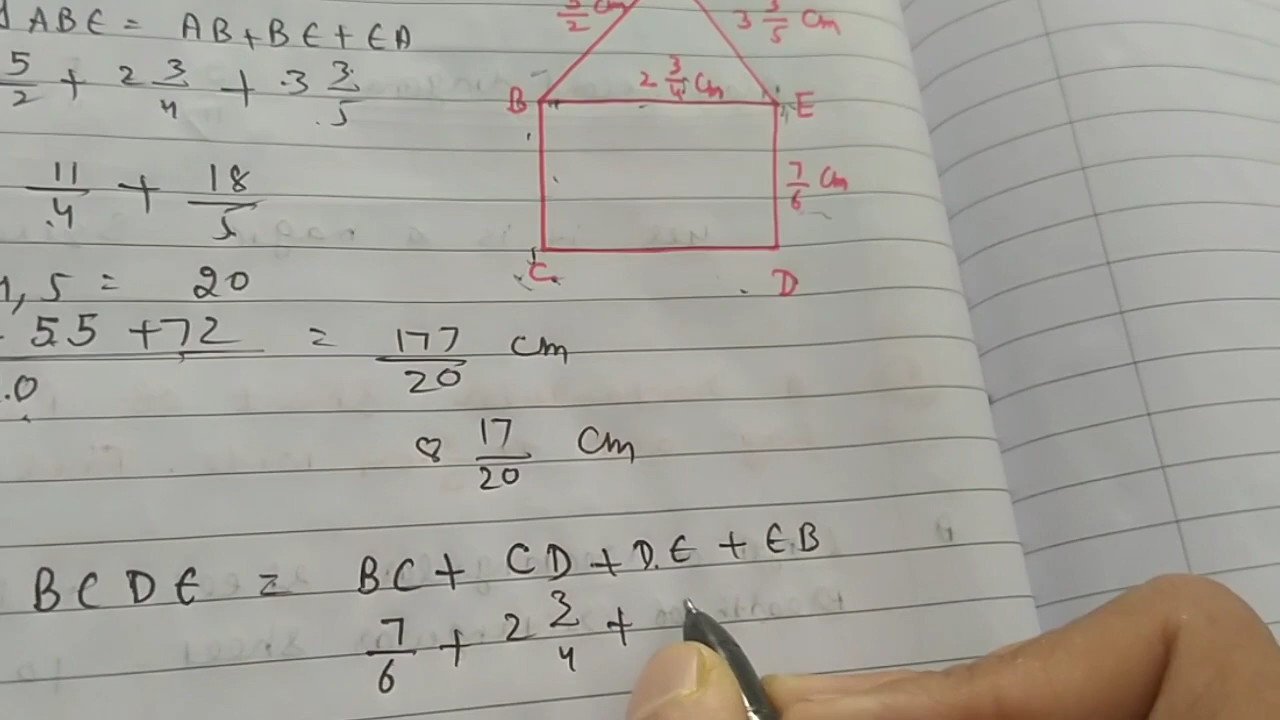 ABE = AB+BE+EA
5/2 + 2 3/4 + 3 3/5
11/4 + 18/5
, 5 = 20
55 +72 = 177/20 cm
8 17/20 cm
BCDE = BC+ CD+DE + EB
7/6 + 2 3/4 +
5/2 cm
3 3/5 cm
2 3/4 cm
B
E
7/6 cm
C
D